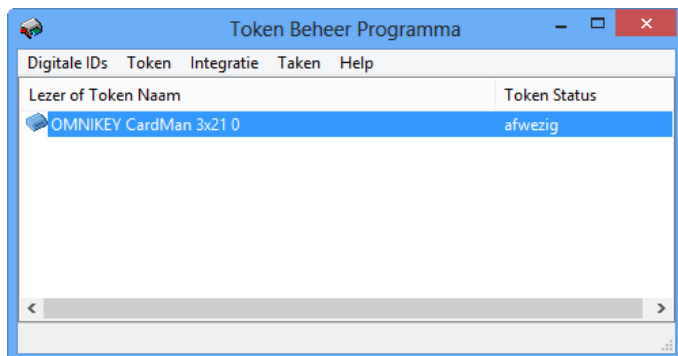 Token Beheer Programma
Digitale IDs Token Integratie Taken Help
Lezer of Token Naam Token Status
OMNIKEY CardMan 3x21 0 afwezig